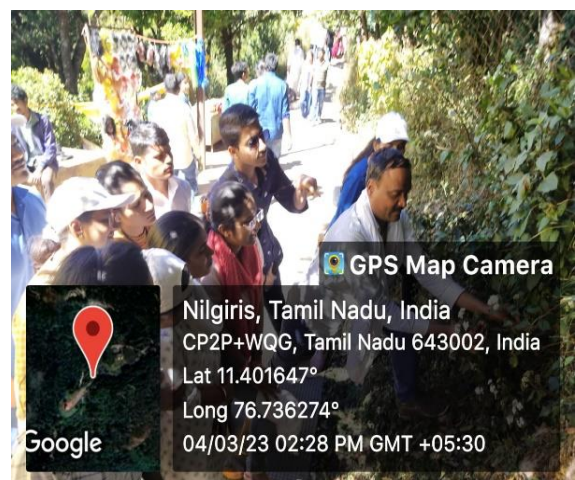 GPS Map Camera
Nilgiris, Tamil Nadu, India
CP2P+WQG, Tamil Nadu 643002, India
Lat 11.401647°
Long 76.736274°
04/03/23 02:28 PM GMT +05:30
Google